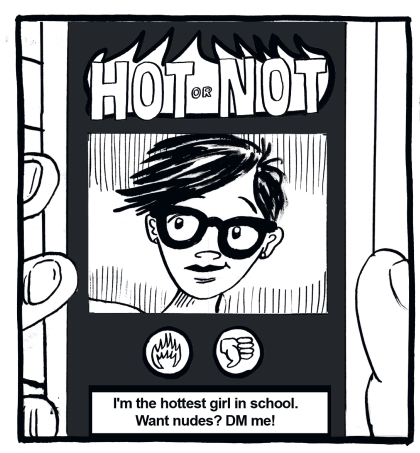 HOT OR NOT
I'm the hottest girl in school.
Want nudes? DM me!